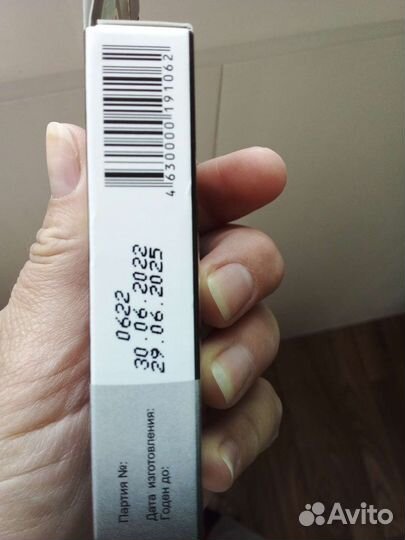 4 630000 191062
Партия №: 0622
Дата изготовления: 30.06.2022
Годен до: 29.06.2025
Avito